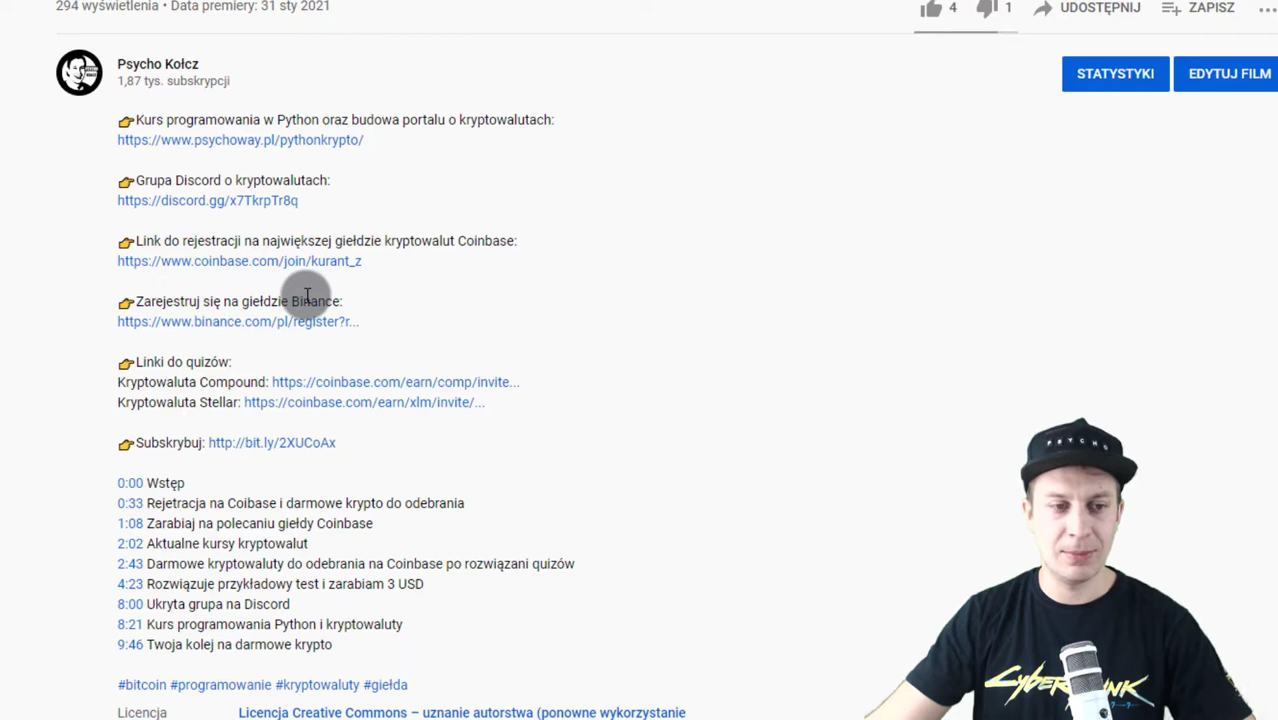 294 wyświetlenia • Data premiery: 31 sty 2021
4
1
UDOSTĘPNIJ
ZAPISZ
Psycho Kołcz
1,87 tys. subskrypcji
STATYSTYKI
EDYTUJ FILM
👉Kurs programowania w Python oraz budowa portalu o kryptowalutach:
https://www.psychoway.pl/pythonkrypto/
👉Grupa Discord o kryptowalutach:
https://discord.gg/x7TkrpTr8q
👉Link do rejestracji na największej giełdzie kryptowalut Coinbase:
https://www.coinbase.com/join/kurant_z
👉Zarejestruj się na giełdzie Binance:
https://www.binance.com/pl/register?r...
👉Linki do quizów:
Kryptowaluta Compound: https://coinbase.com/earn/comp/invite...
Kryptowaluta Stellar: https://coinbase.com/earn/xlm/invite/...
👉Subskrybuj: http://bit.ly/2XUCoAx
0:00 Wstęp
0:33 Rejetracja na Coibase i darmowe krypto do odebrania
1:08 Zarabiaj na polecaniu giełdy Coinbase
2:02 Aktualne kursy kryptowalut
2:43 Darmowe kryptowaluty do odebrania na Coinbase po rozwiązani quizów
4:23 Rozwiązuje przykładowy test i zarabiam 3 USD
8:00 Ukryta grupa na Discord
8:21 Kurs programowania Python i kryptowaluty
9:46 Twoja kolej na darmowe krypto
#bitcoin #programowanie #kryptowaluty #giełda
Licencja Licencja Creative Commons – uznanie autorstwa (ponowne wykorzystanie
PSYCHO